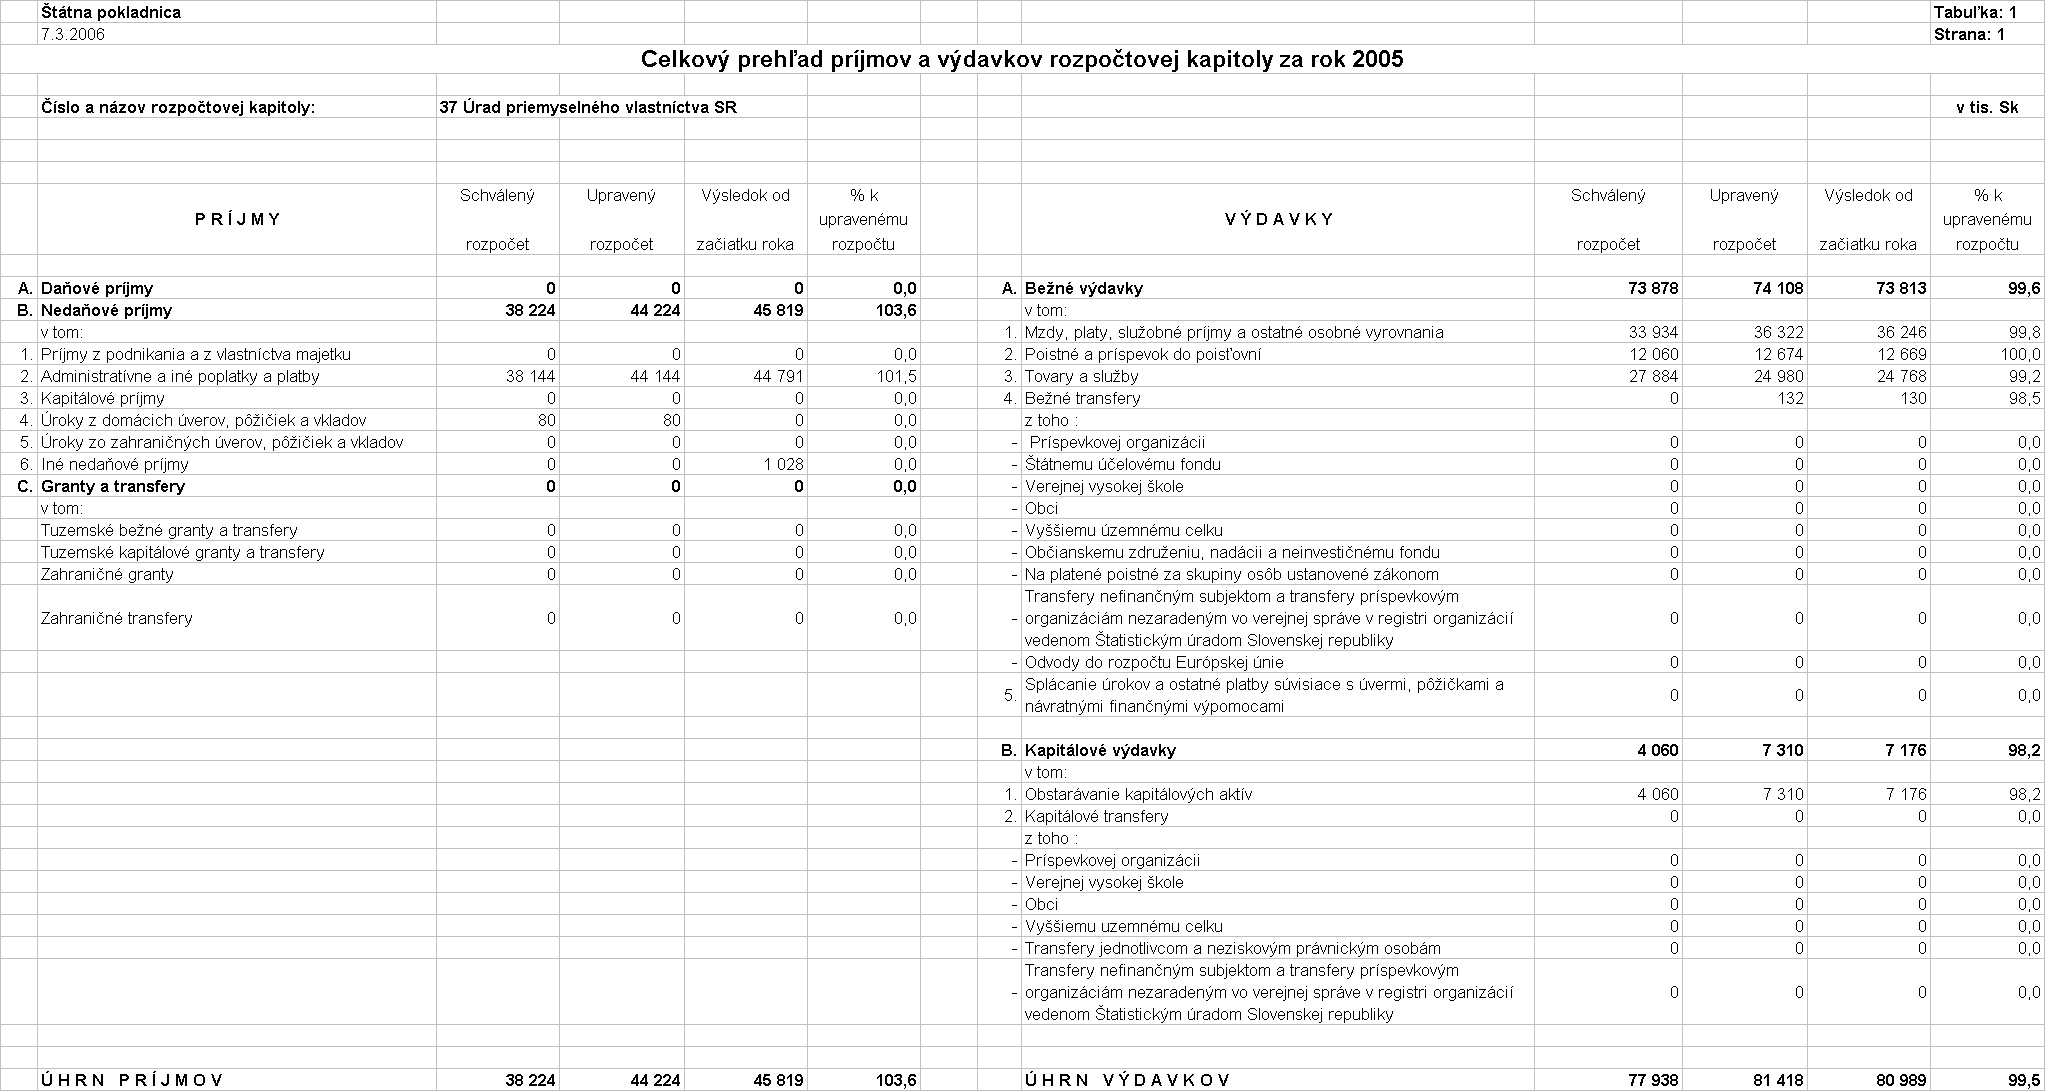 Štátna pokladnica Tabuľka: 1
7.3.2006 Strana: 1
Celkový prehľad príjmov a výdavkov rozpočtovej kapitoly za rok 2005
Číslo a názov rozpočtovej kapitoly: 37 Úrad priemyselného vlastníctva SR v tis. Sk
Schválený Upravený Výsledok od % k Schválený Upravený Výsledok od % k
P R Í J M Y upravenému V Ý D A V K Y upravenému
rozpočet rozpočet začiatku roka rozpočtu rozpočet rozpočet začiatku roka rozpočtu
A. Daňové príjmy 0 0 0 0,0 A. Bežné výdavky 73 878 74 108 73 813 99,6
B. Nedaňové príjmy 38 224 44 224 45 819 103,6 v tom:
v tom: 1. Mzdy, platy, služobné príjmy a ostatné osobné vyrovnania 33 934 36 322 36 246 99,8
1. Príjmy z podnikania a z vlastníctva majetku 0 0 0 0,0 2. Poistné a príspevok do poisťovní 12 060 12 674 12 669 100,0
2. Administratívne a iné poplatky a platby 38 144 44 144 44 791 101,5 3. Tovary a služby 27 884 24 980 24 768 99,2
3. Kapitálové príjmy 0 0 0 0,0 4. Bežné transfery 0 132 130 98,5
4. Úroky z domácich úverov, pôžičiek a vkladov 80 80 0 0,0 z toho :
5. Úroky zo zahraničných úverov, pôžičiek a vkladov 0 0 0 0,0 - Príspevkovej organizácii 0 0 0 0,0
6. Iné nedaňové príjmy 0 0 1 028 0,0 - Štátnemu účelovému fondu 0 0 0 0,0
C. Granty a transfery 0 0 0 0,0 - Verejnej vysokej škole 0 0 0 0,0
v tom: - Obci 0 0 0 0,0
Tuzemské bežné granty a transfery 0 0 0 0,0 - Vyššiemu územnému celku 0 0 0 0,0
Tuzemské kapitálové granty a transfery 0 0 0 0,0 - Občianskemu združeniu, nadácii a neinvestičnému fondu 0 0 0 0,0
Zahraničné granty 0 0 0 0,0 - Na platené poistné za skupiny osôb ustanovené zákonom 0 0 0 0,0
Transfery nefinančným subjektom a transfery príspevkovým
Zahraničné transfery 0 0 0 0,0 - organizáciám nezaradeným vo verejnej správe v registri organizácií 0 0 0 0,0
vedenom Štatistickým úradom Slovenskej republiky
- Odvody do rozpočtu Európskej únie 0 0 0 0,0
Splácanie úrokov a ostatné platby súvisiace s úvermi, pôžičkami a
5. návratnými finančnými výpomocami 0 0 0 0,0
B. Kapitálové výdavky 4 060 7 310 7 176 98,2
v tom:
1. Obstarávanie kapitálových aktív 4 060 7 310 7 176 98,2
2. Kapitálové transfery 0 0 0 0,0
z toho :
- Príspevkovej organizácii 0 0 0 0,0
- Verejnej vysokej škole 0 0 0 0,0
- Obci 0 0 0 0,0
- Vyššiemu uzemnému celku 0 0 0 0,0
- Transfery jednotlivcom a neziskovým právnickým osobám 0 0 0 0,0
Transfery nefinančným subjektom a transfery príspevkovým
- organizáciám nezaradeným vo verejnej správe v registri organizácií 0 0 0 0,0
vedenom Štatistickým úradom Slovenskej republiky
Ú H R N P R Í J M O V 38 224 44 224 45 819 103,6 Ú H R N V Ý D A V K O V 77 938 81 418 80 989 99,5